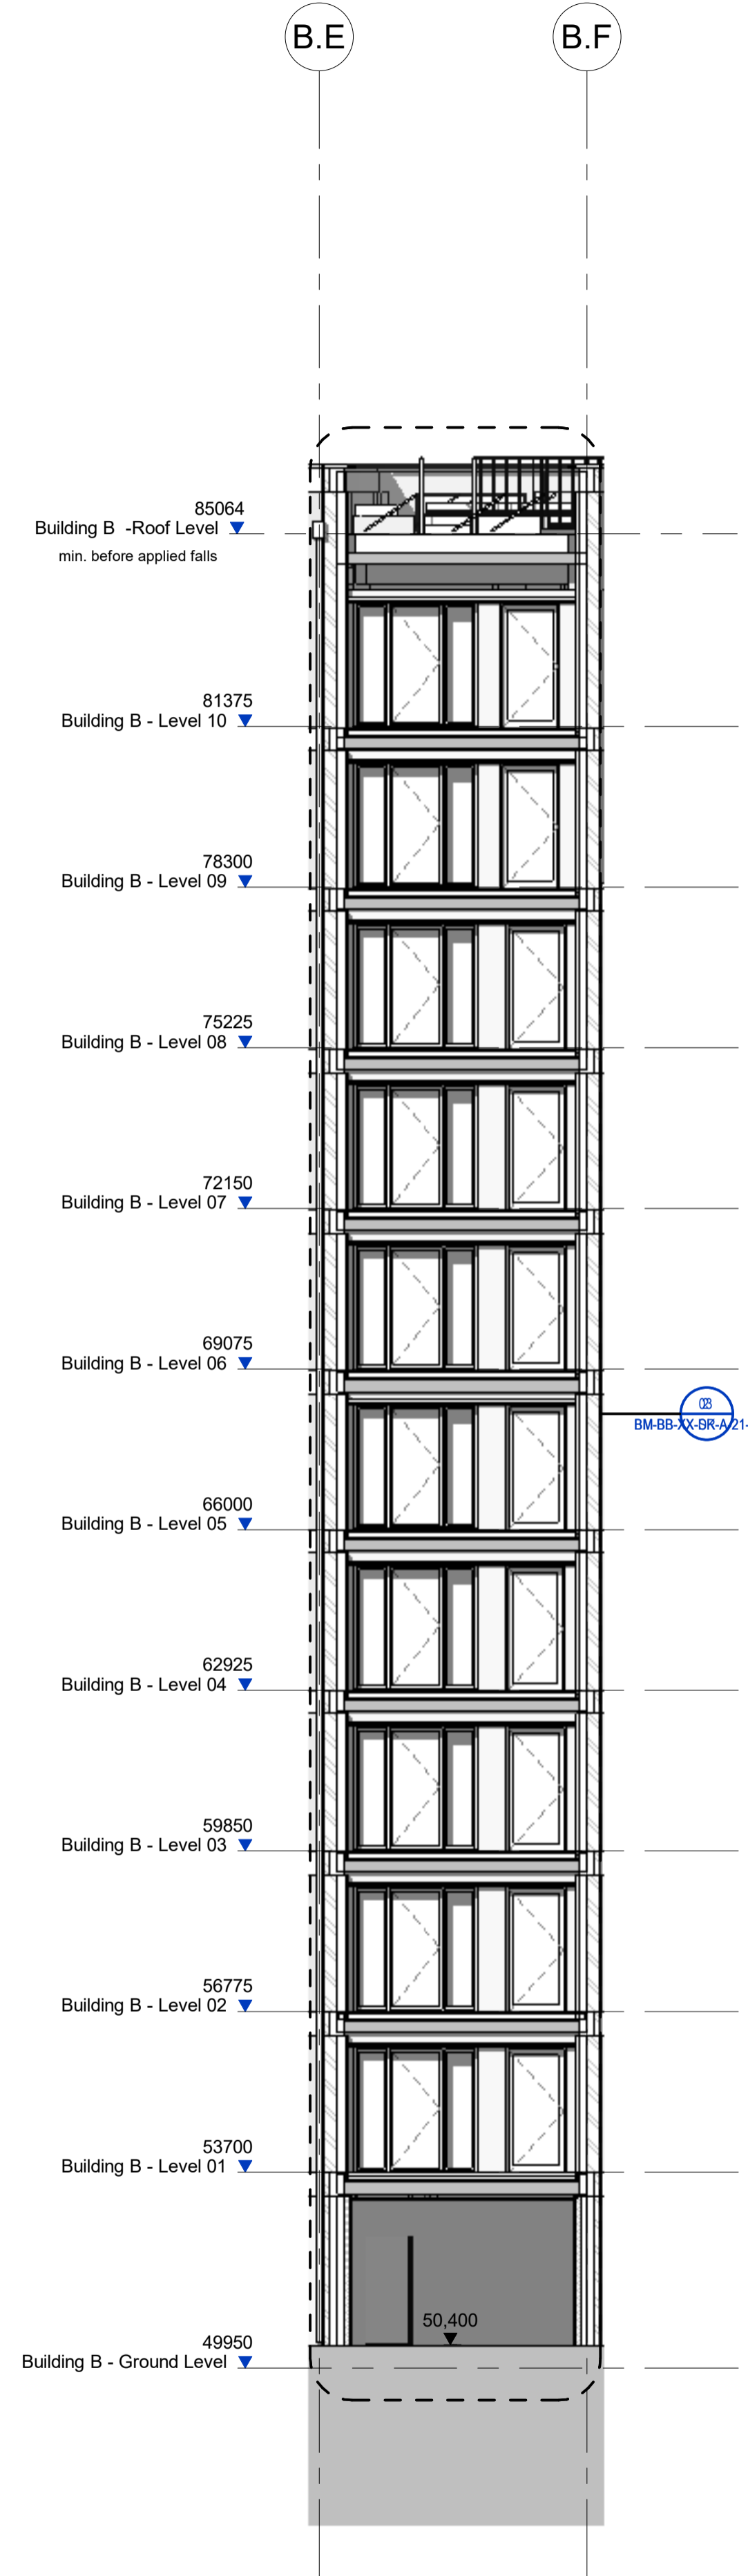 B.E
B.F
85064
Building B -Roof Level
min. before applied falls
81375
Building B - Level 10
78300
Building B - Level 09
75225
Building B - Level 08
72150
Building B - Level 07
69075
Building B - Level 06
66000
Building B - Level 05
62925
Building B - Level 04
59850
Building B - Level 03
56775
Building B - Level 02
53700
Building B - Level 01
50,400
49950
Building B - Ground Level